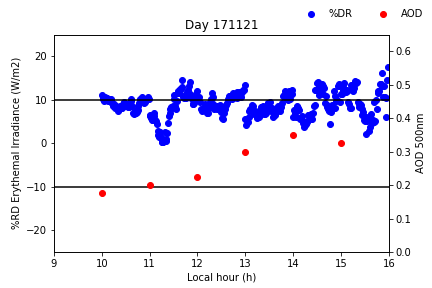 %DR AOD
Day 171121
%RD Erythemal Irradiance (W/m2)
20
10
0
−10
−20
0.6
0.5
0.4
0.3
0.2
0.1
0.0
AOD 500nm
9 10 11 12 13 14 15 16
Local hour (h)